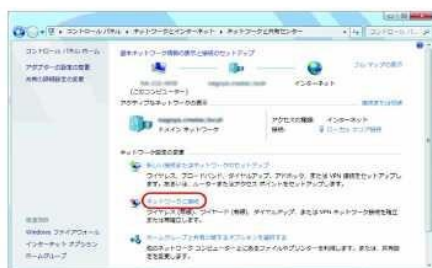 コントロール パネル ▸ ネットワークとインターネット ▸ ネットワークと共有センター
コントロール パネル ホーム
アダプターの設定の変更
共有の詳細設定の変更
基本ネットワーク情報の表示と接続のセットアップ
フル マップの表示
(このコンピューター)
インターネット
アクティブなネットワークの表示
接続または切断
ドメイン ネットワーク
アクセスの種類: インターネット
接続: ローカル エリア接続
ネットワーク設定の変更
新しい接続またはネットワークのセットアップ
ワイヤレス、ブロードバンド、ダイヤルアップ、アドホック、または VPN 接続をセットアップします。あるいは、ルーターまたはアクセス ポイントをセットアップします。
ネットワークに接続
ワイヤレス (無線)、ワイヤード (有線)、ダイヤルアップ、または VPN ネットワーク接続を確立または再確立します。
ホームグループと共有に関するオプションを選択する
他のネットワーク コンピューターにあるファイルやプリンターを利用します。または、共有設定を変更します。
関連項目
Windows ファイアウォール
インターネット オプション
ホームグループ